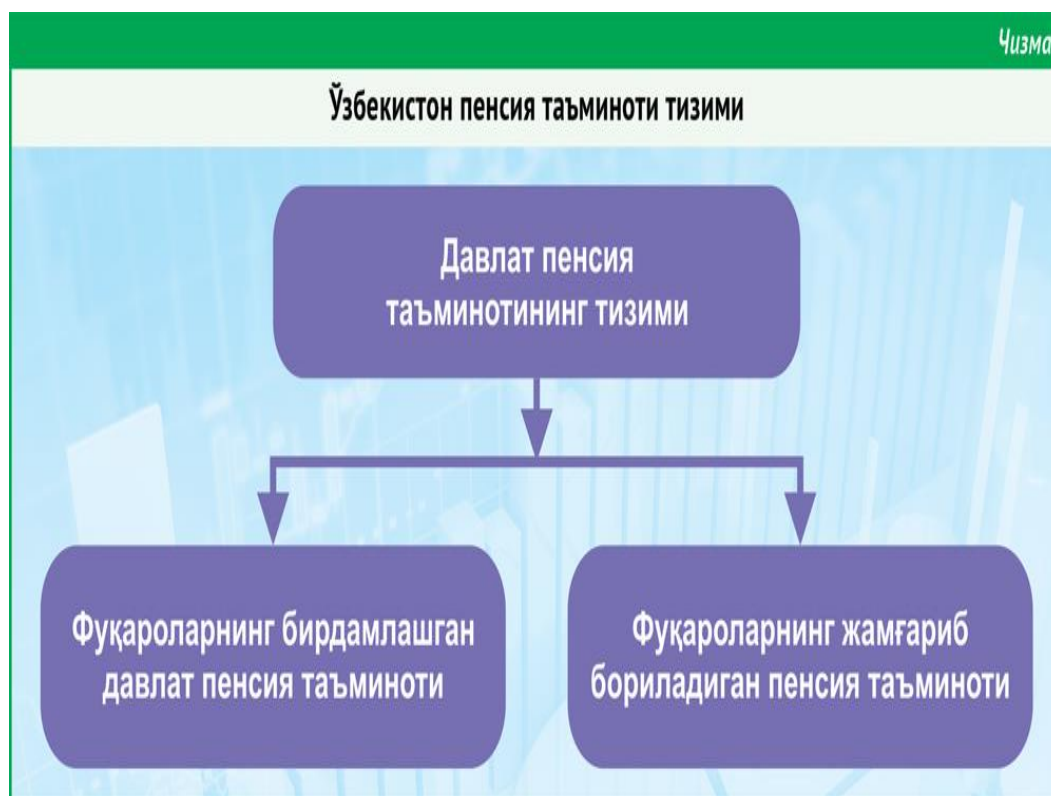 Чизма
Ўзбекистон пенсия таъминоти тизими
Давлат пенсия
таъминотининг тизими
Фуқароларнинг бирдамлашган
давлат пенсия таъминоти
Фуқароларнинг жамғариб
бориладиган пенсия таъминоти